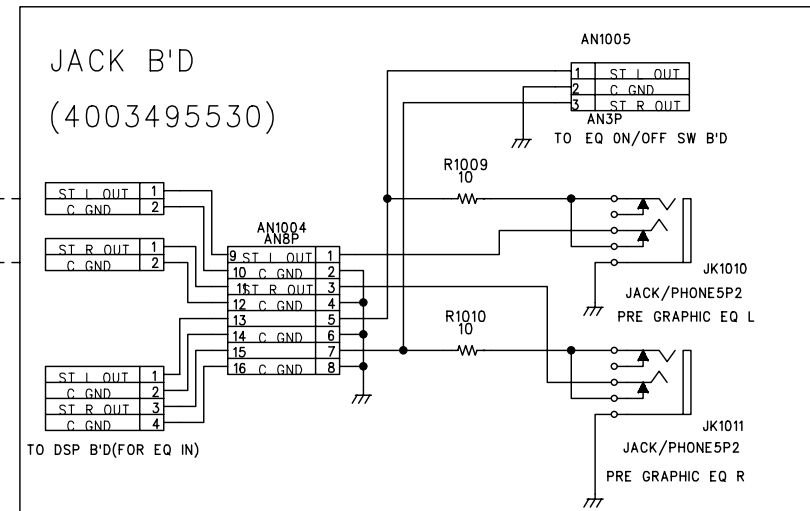 JACK B'D
(4003495530)
AN1005
1 ST L OUT
2 C GND
3 ST R OUT
AN3P
TO EQ ON/OFF SW B'D
R1009
10
ST L OUT 1
C GND 2
ST R OUT 1
C GND 2
AN1004
AN8P
9 ST L OUT 1
10 C GND 2
11 ST R OUT 3
12 C GND 4
13 5
14 C GND 6
15 7
16 C GND 8
JK1010
JACK/PHONE5P2
PRE GRAPHIC EQ L
R1010
10
ST L OUT 1
C GND 2
ST R OUT 3
C GND 4
TO DSP B'D(FOR EQ IN)
JK1011
JACK/PHONE5P2
PRE GRAPHIC EQ R